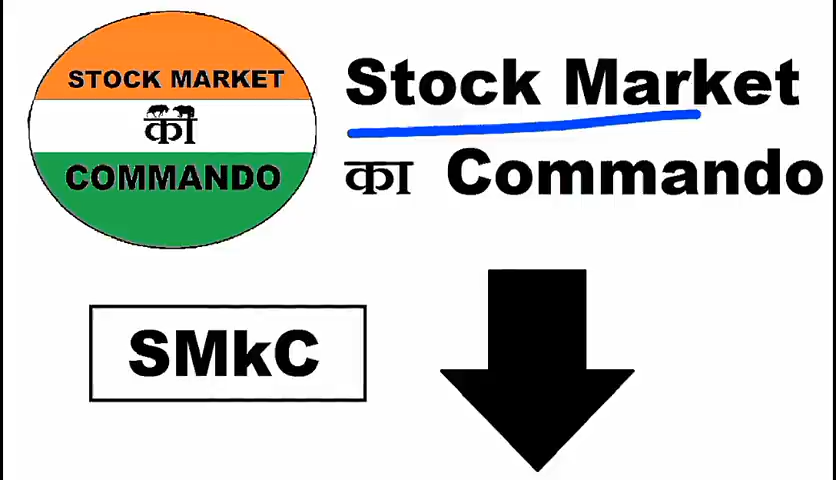 STOCK MARKET
का
COMMANDO
Stock Market
का Commando
SMkC